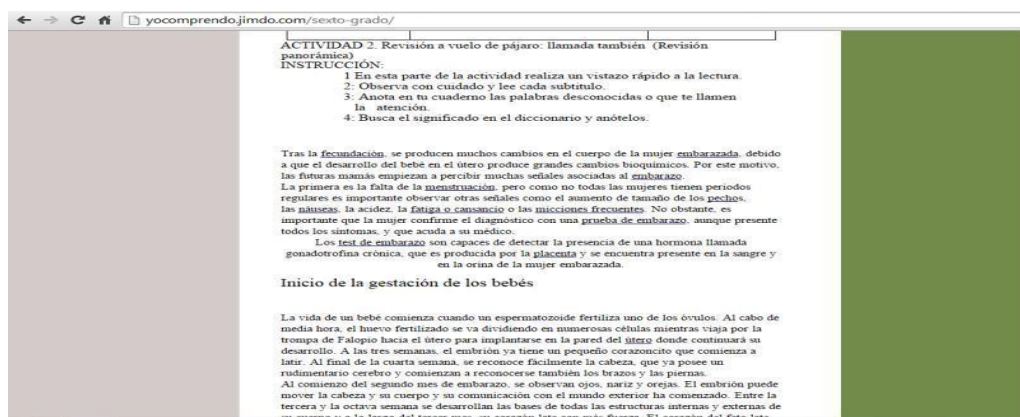 yocomprendo.jimdo.com/sexto-grado/
ACTIVIDAD 2. Revisión a vuelo de pájaro: llamada también (Revisión
panorámica)
INSTRUCCIÓN:
1 En esta parte de la actividad realiza un vistazo rápido a la lectura.
2: Observa con cuidado y lee cada subtitulo.
3: Anota en tu cuaderno las palabras desconocidas o que te llamen
la atención.
4: Busca el significado en el diccionario y anótelos.
Tras la fecundación, se producen muchos cambios en el cuerpo de la mujer embarazada, debido
a que el desarrollo del bebé en el útero produce grandes cambios bioquímicos. Por este motivo,
las futuras mamás empiezan a percibir muchas señales asociadas al embarazo.
La primera es la falta de la menstruación, pero como no todas las mujeres tienen periodos
regulares es importante observar otras señales como el aumento de tamaño de los pechos,
las náuseas, la acidez, la fatiga o cansancio o las micciones frecuentes. No obstante, es
importante que la mujer confirme el diagnóstico con una prueba de embarazo, aunque presente
todos los síntomas, y que acuda a su médico.
Los test de embarazo son capaces de detectar la presencia de una hormona llamada
gonadotrofina crónica, que es producida por la placenta y se encuentra presente en la sangre y
en la orina de la mujer embarazada.
Inicio de la gestación de los bebés
La vida de un bebé comienza cuando un espermatozoide fertiliza uno de los óvulos. Al cabo de
media hora, el huevo fertilizado se va dividiendo en numerosas células mientras viaja por la
trompa de Falopio hacia el útero para implantarse en la pared del útero donde continuará su
desarrollo. A las tres semanas, el embrión ya tiene un pequeño corazoncito que comienza a
latir. Al final de la cuarta semana, se reconoce fácilmente la cabeza, que ya posee un
rudimentario cerebro y comienzan a reconocerse también los brazos y las piernas.
Al comienzo del segundo mes de embarazo, se observan ojos, nariz y orejas. El embrión puede
mover la cabeza y su cuerpo y su comunicación con el mundo exterior ha comenzado. Entre la
tercera y la octava semana se desarrollan las bases de todas las estructuras internas y externas de